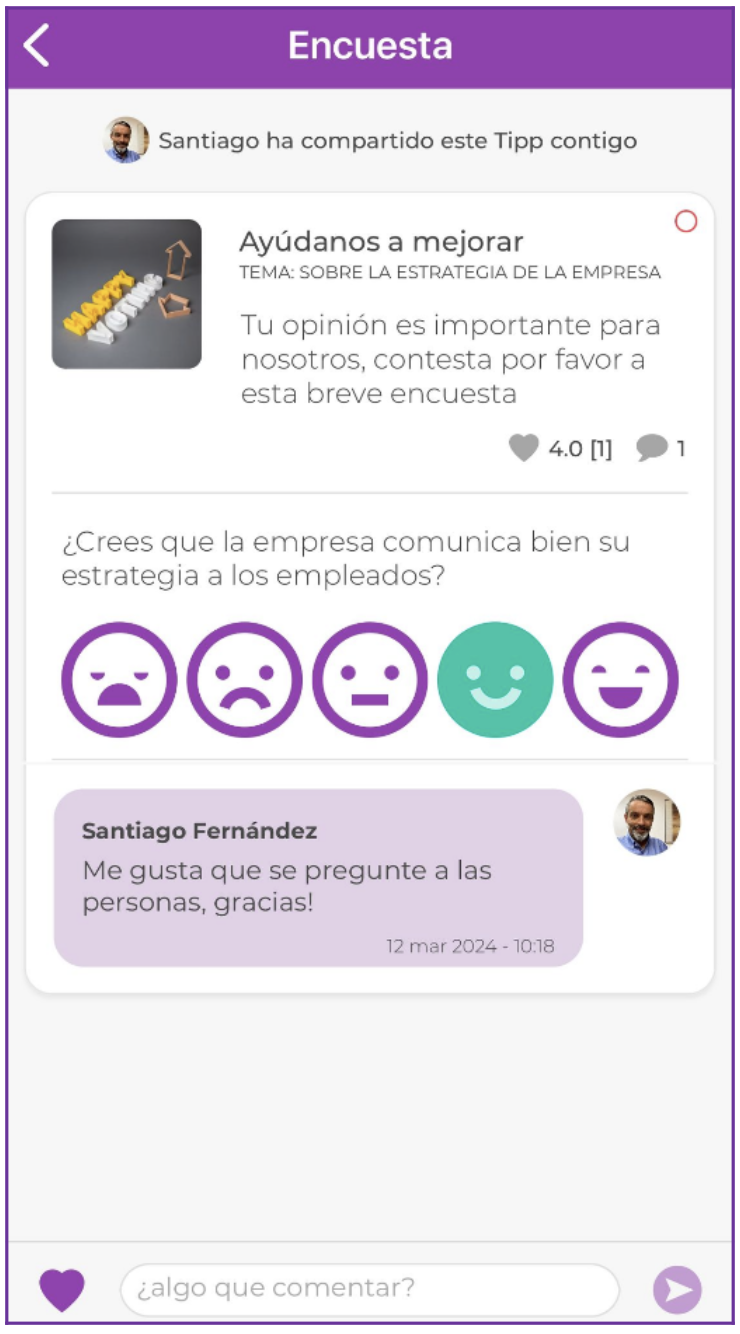 Encuesta
Santiago ha compartido este Tipp contigo
HAPPY
Ayúdanos a mejorar
TEMA: SOBRE LA ESTRATEGIA DE LA EMPRESA
Tu opinión es importante para
nosotros, contesta por favor a
esta breve encuesta
4.0 [1] 1
¿Crees que la empresa comunica bien su
estrategia a los empleados?
Santiago Fernández
Me gusta que se pregunte a las
personas, gracias!
12 mar 2024 - 10:18
¿algo que comentar?